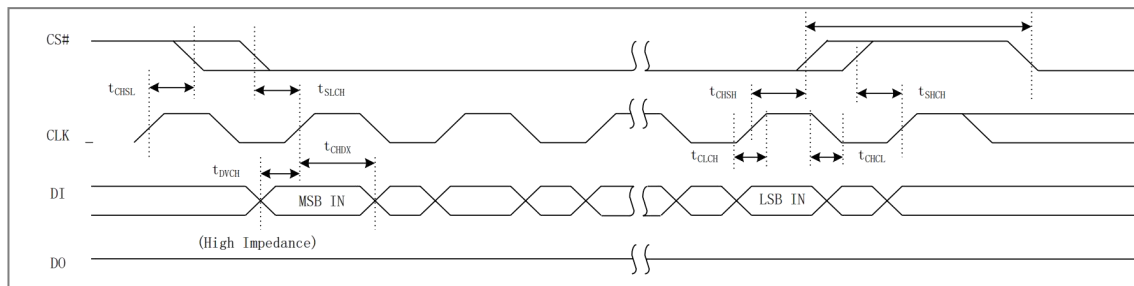 CS#
tCHSL
tSLCH
tCHSH
tSHCH
CLK
tCHDX
tCLCH
tCHCL
tDVCH
DI
MSB IN
LSB IN
(High Impedance)
DO